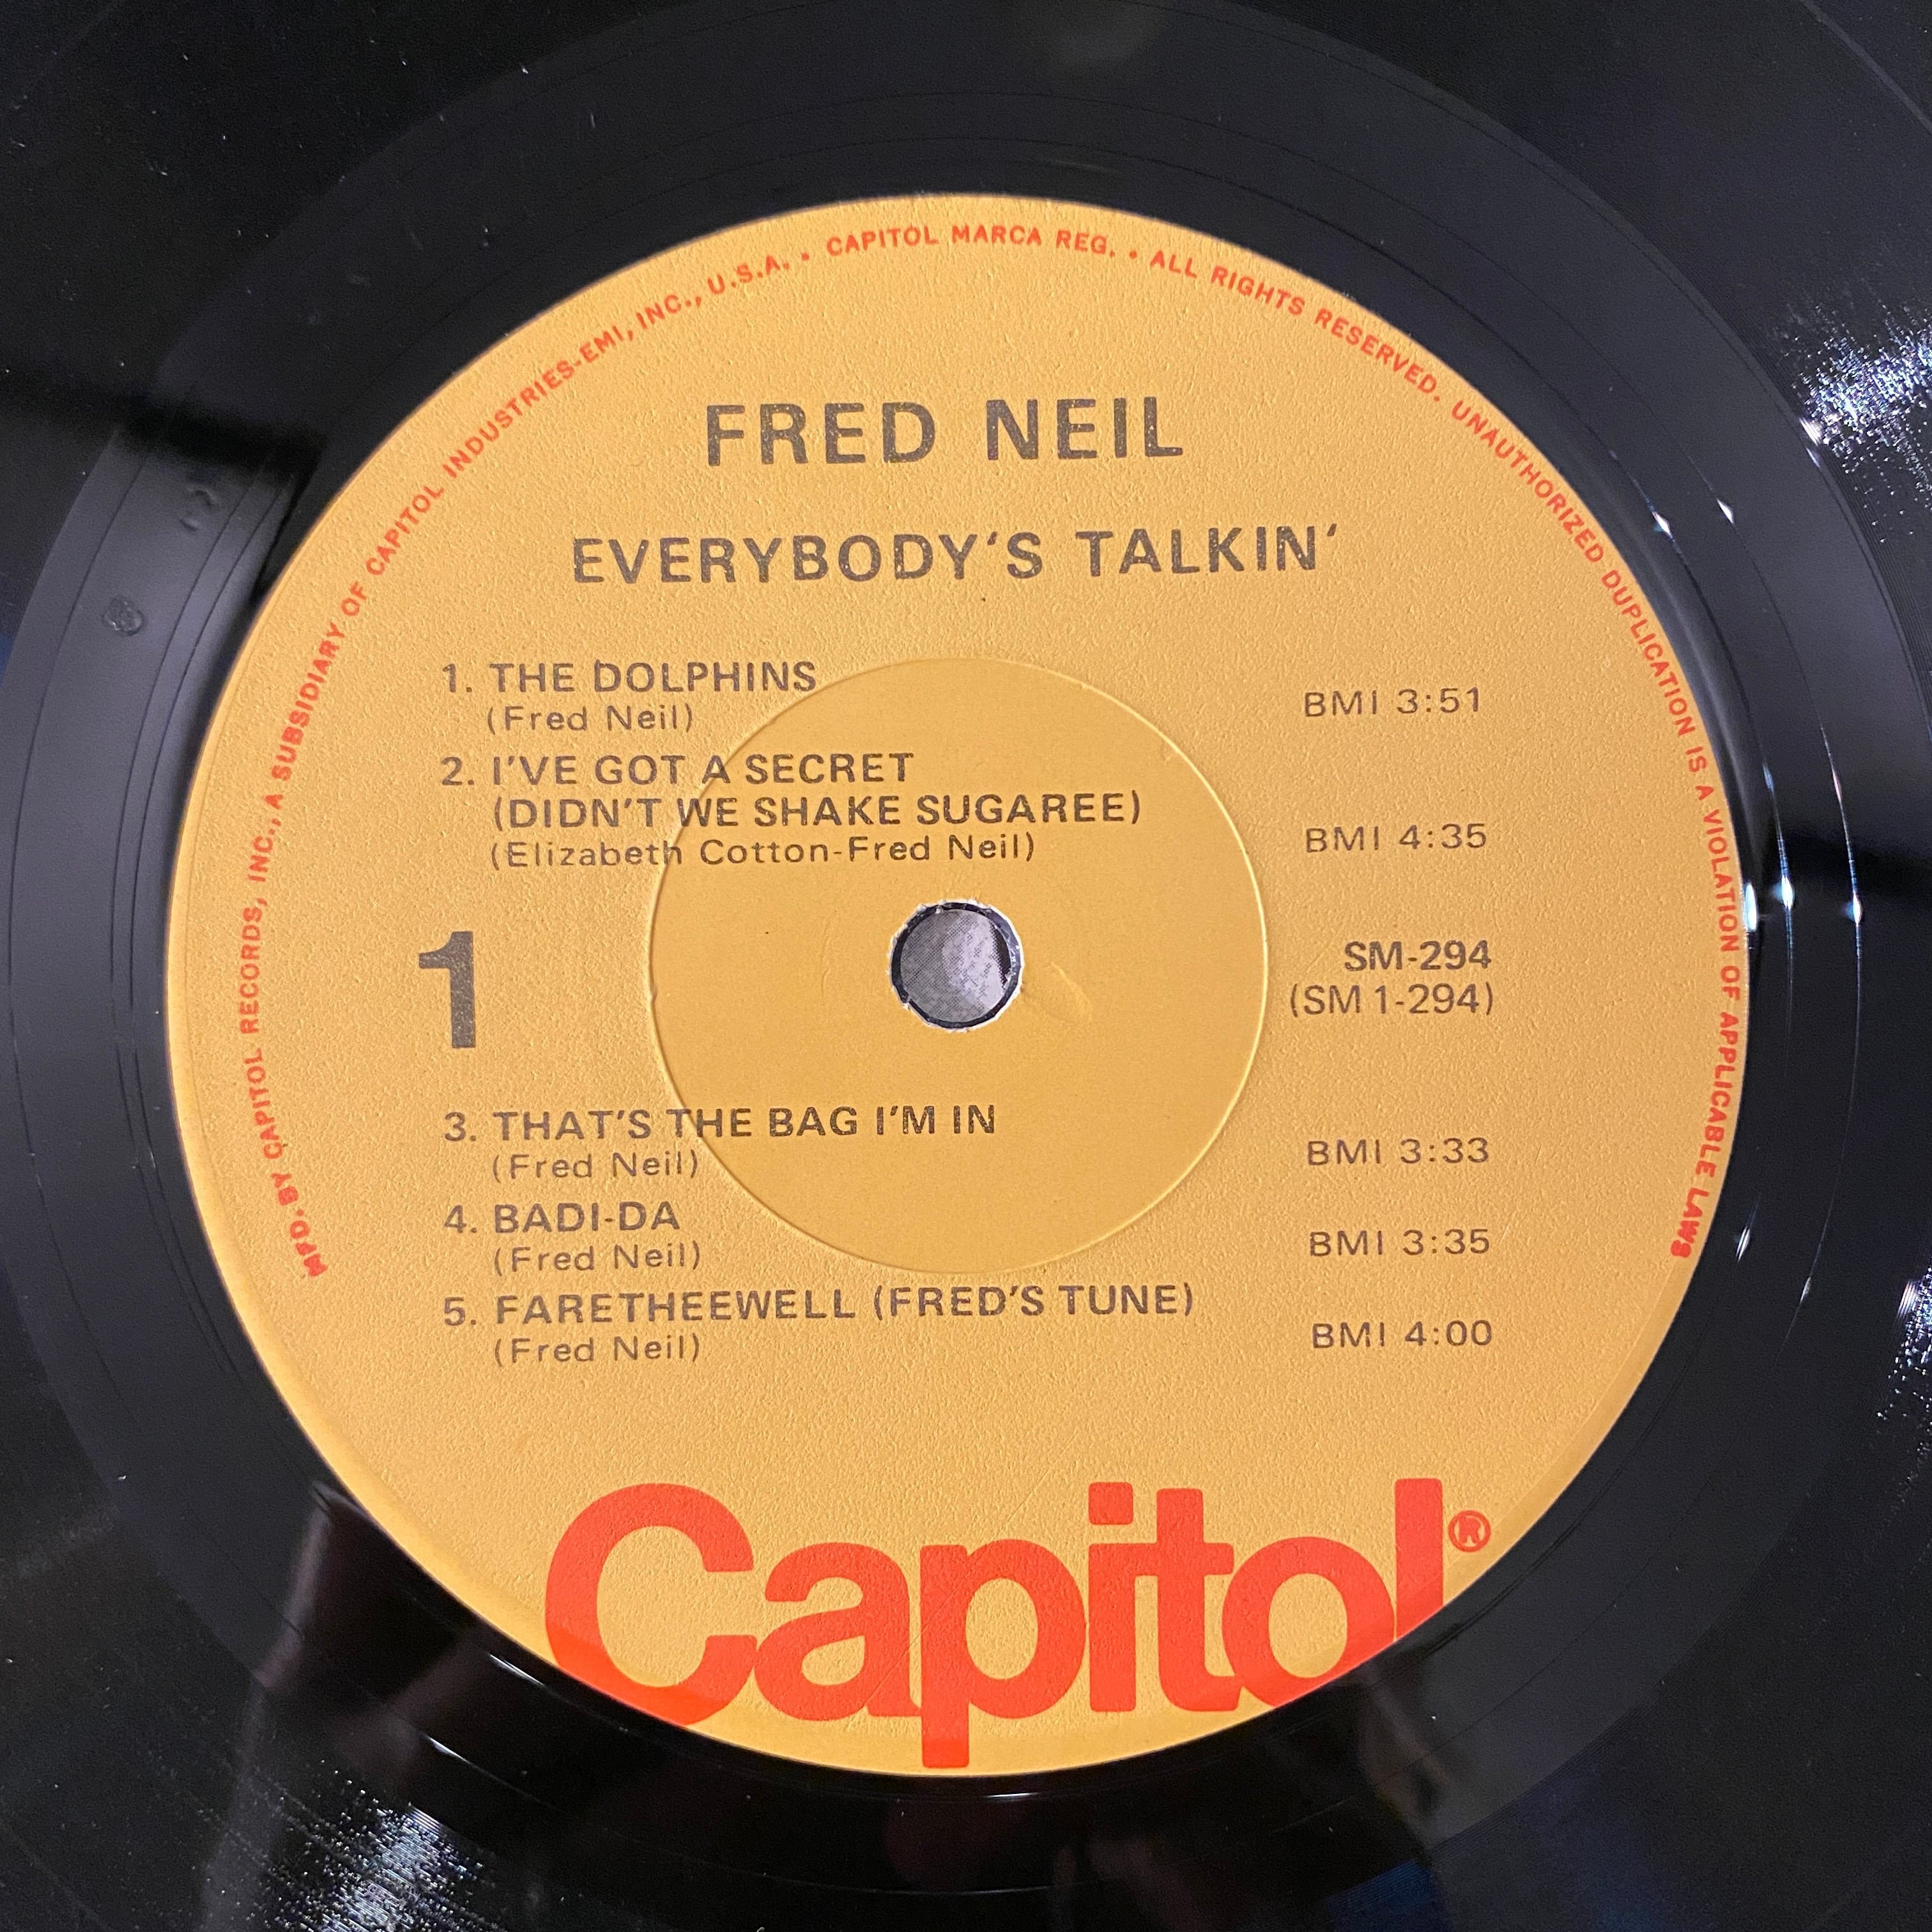 MFD. BY CAPITOL RECORDS, INC., A SUBSIDIARY OF CAPITOL INDUSTRIES-EMI, INC., U.S.A. • CAPITOL MARCA REG. • ALL RIGHTS RESERVED. UNAUTHORIZED DUPLICATION IS A VIOLATION OF APPLICABLE LAWS
FRED NEIL
EVERYBODY'S TALKIN'
1. THE DOLPHINS
(Fred Neil) BMI 3:51
2. I'VE GOT A SECRET
(DIDN'T WE SHAKE SUGAREE)
(Elizabeth Cotton-Fred Neil) BMI 4:35
1
SM-294
(SM 1-294)
3. THAT'S THE BAG I'M IN
(Fred Neil) BMI 3:33
4. BADI-DA
(Fred Neil) BMI 3:35
5. FARETHEEWELL (FRED'S TUNE)
(Fred Neil) BMI 4:00
Capitol®